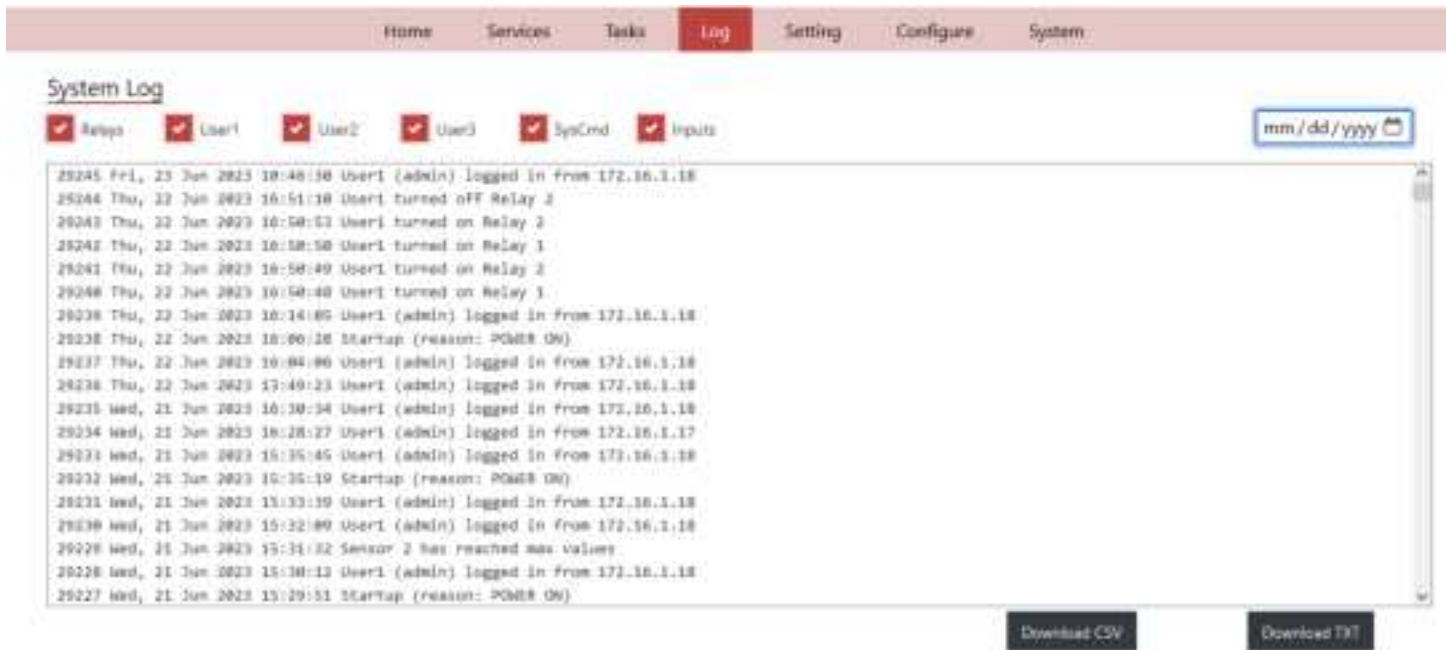 Home Services Tasks Log Setting Configure System
System Log
Relays User1 User2 User3 SysCmd Inputs mm/dd/yyyy
29245 Fri, 23 Jun 2023 10:46:30 User1 (admin) logged in from 172.16.1.18
29244 Thu, 22 Jun 2023 16:51:10 User1 turned off Relay 2
29243 Thu, 22 Jun 2023 16:50:53 User1 turned on Relay 2
29242 Thu, 22 Jun 2023 16:50:50 User1 turned on Relay 1
29241 Thu, 22 Jun 2023 16:50:49 User1 turned on Relay 2
29240 Thu, 22 Jun 2023 16:50:48 User1 turned on Relay 1
29239 Thu, 22 Jun 2023 16:14:05 User1 (admin) logged in from 172.16.1.18
29238 Thu, 22 Jun 2023 16:06:28 Startup (reason: POWER ON)
29237 Thu, 22 Jun 2023 16:04:06 User1 (admin) logged in from 172.16.1.18
29236 Thu, 22 Jun 2023 13:49:23 User1 (admin) logged in from 172.16.1.18
29235 Wed, 21 Jun 2023 16:30:34 User1 (admin) logged in from 172.16.1.18
29234 Wed, 21 Jun 2023 16:28:27 User1 (admin) logged in from 172.16.1.17
29233 Wed, 21 Jun 2023 15:35:45 User1 (admin) logged in from 172.16.1.18
29232 Wed, 21 Jun 2023 15:35:19 Startup (reason: POWER ON)
29231 Wed, 21 Jun 2023 15:33:39 User1 (admin) logged in from 172.16.1.18
29230 Wed, 21 Jun 2023 15:32:09 User1 (admin) logged in from 172.16.1.18
29229 Wed, 21 Jun 2023 15:31:32 Sensor 2 has reached max values
29228 Wed, 21 Jun 2023 15:30:12 User1 (admin) logged in from 172.16.1.18
29227 Wed, 21 Jun 2023 15:29:51 Startup (reason: POWER ON)
Download CSV Download TXT